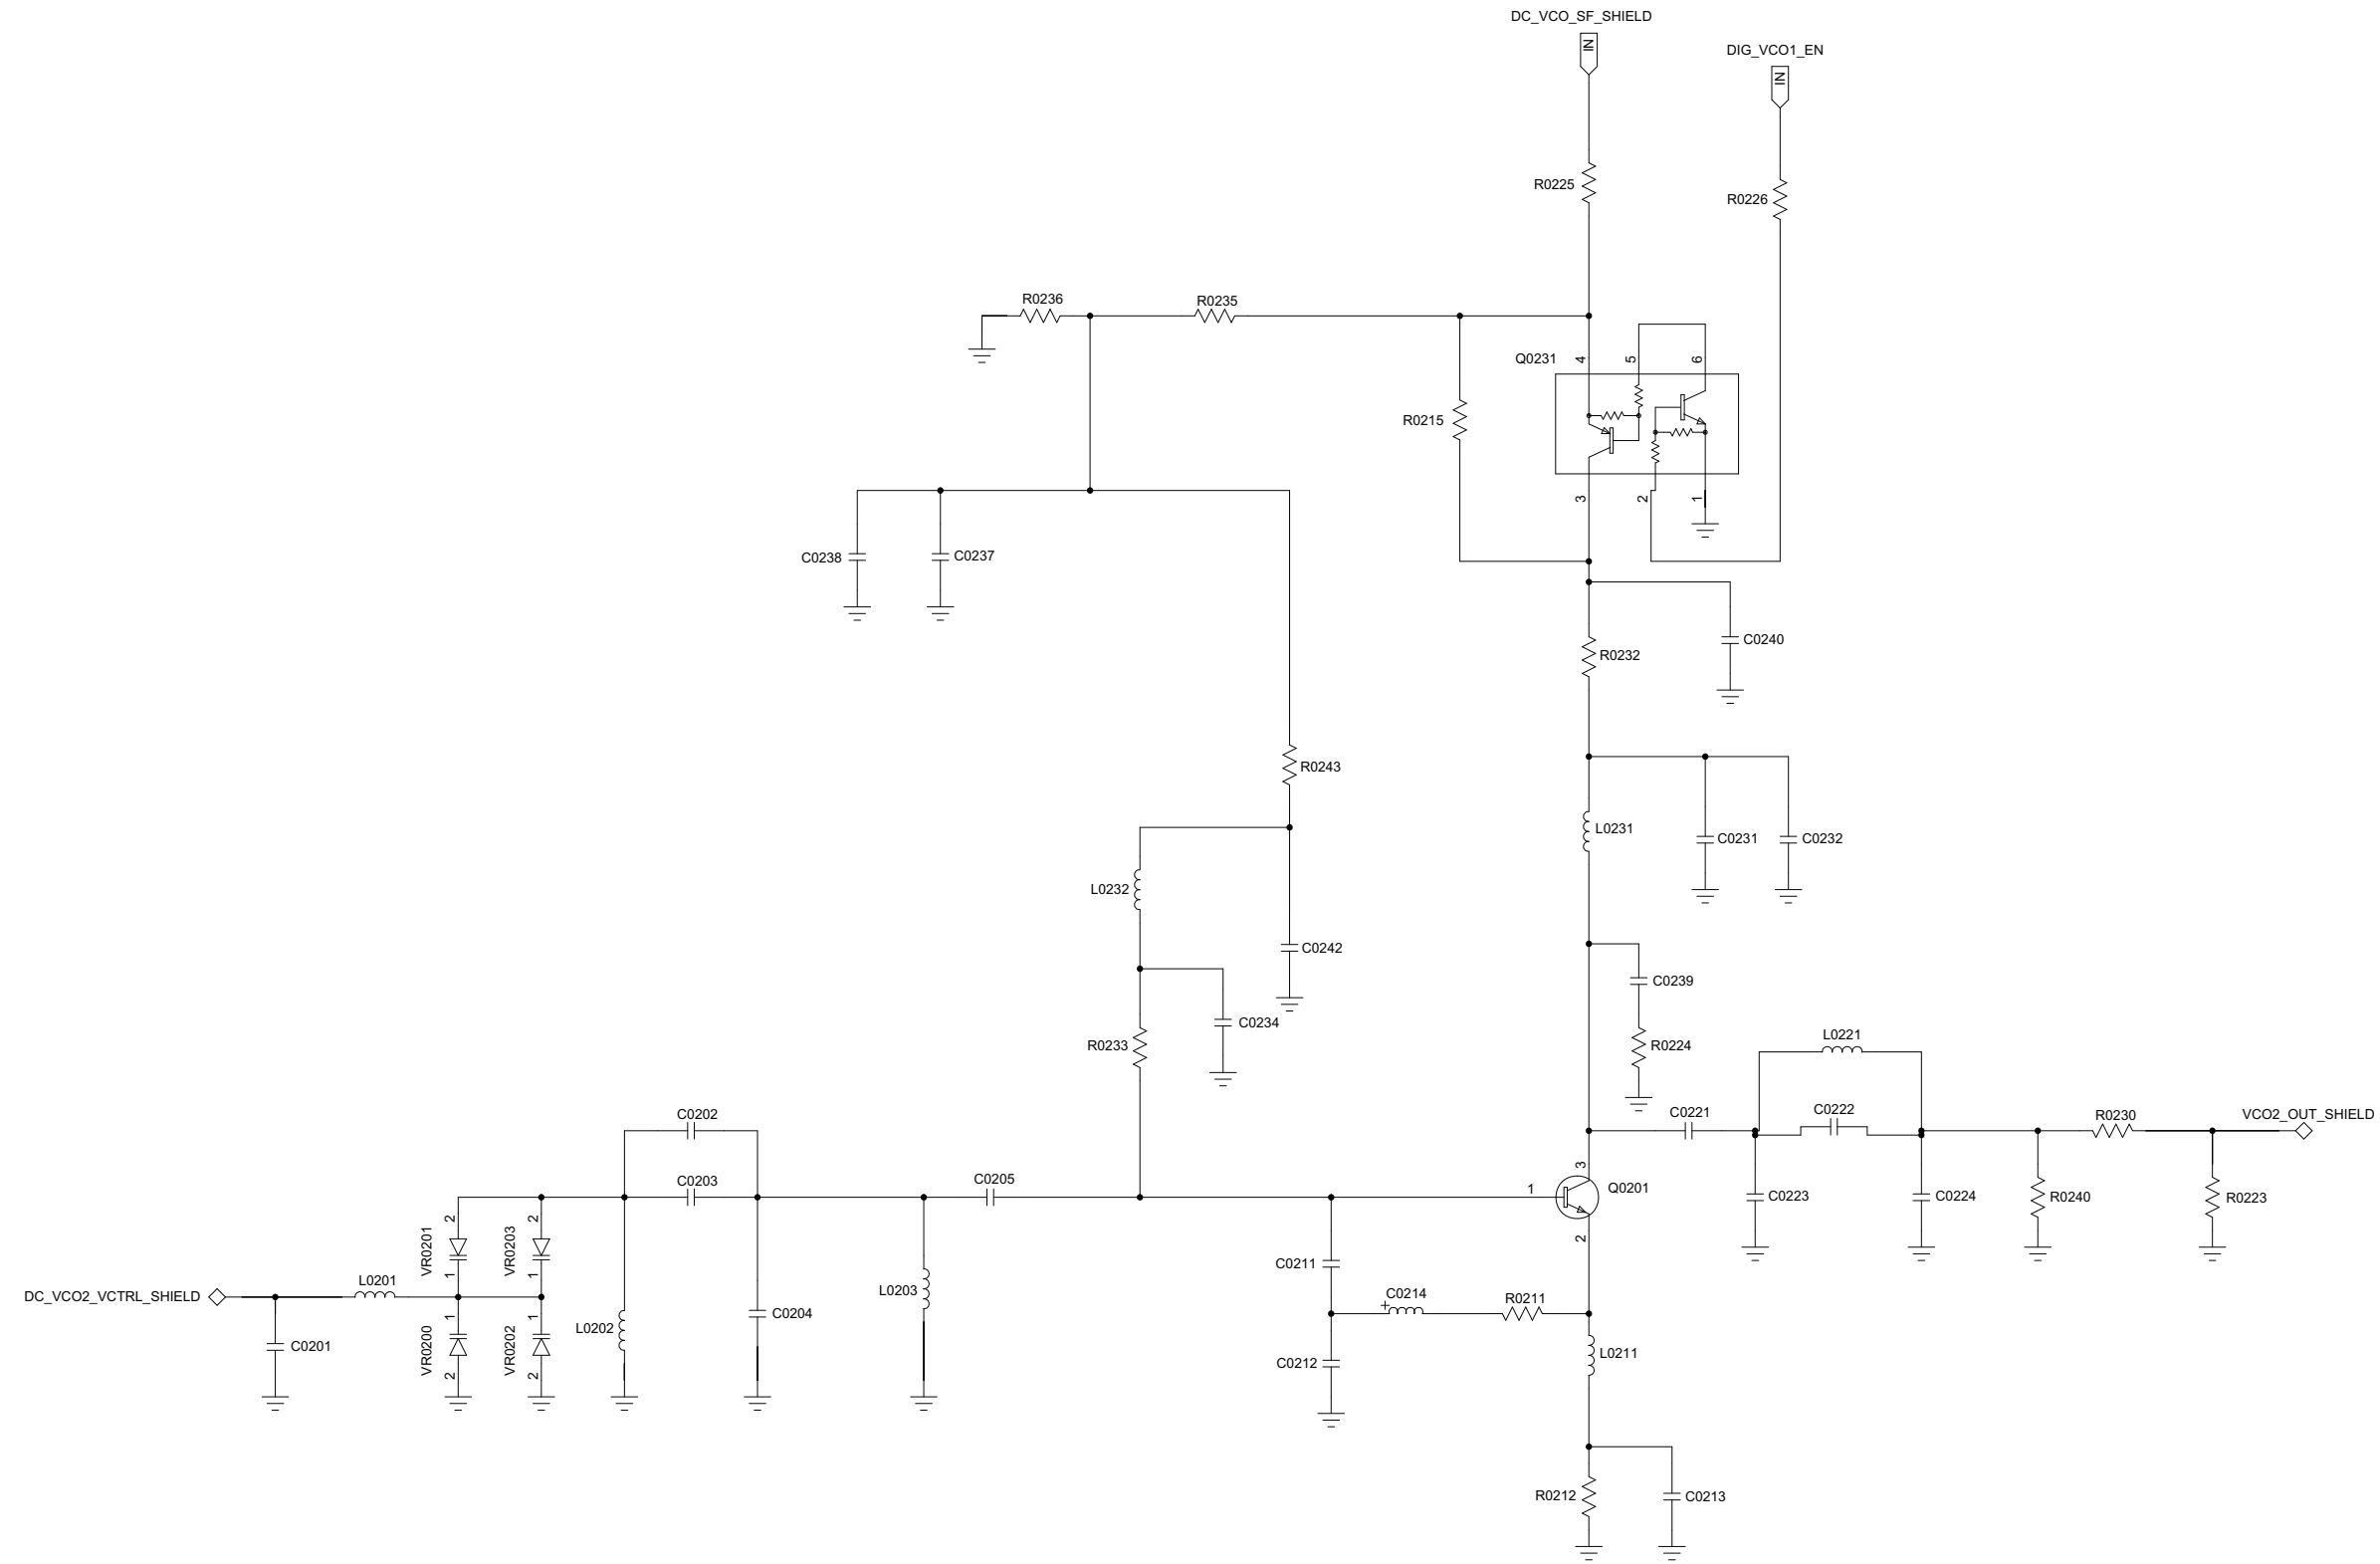 DC_VCO_SF_SHIELD
IN
DIG_VCO1_EN
IN
R0225
R0226
R0236
R0235
Q0231
4
5
6
R0215
3
2
1
C0238
C0237
C0240
R0232
R0243
L0231
C0231
C0232
L0232
C0242
C0239
C0234
R0233
R0224
L0221
C0202
C0221
C0222
R0230
VCO2_OUT_SHIELD
C0203
C0205
3
1
Q0201
2
C0223
C0224
R0240
R0223
VR0201
2
1
VR0203
2
1
C0211
DC_VCO2_VCTRL_SHIELD
L0201
L0203
C0214
+
R0211
C0201
VR0200
1
2
VR0202
1
2
L0202
C0204
C0212
L0211
R0212
C0213